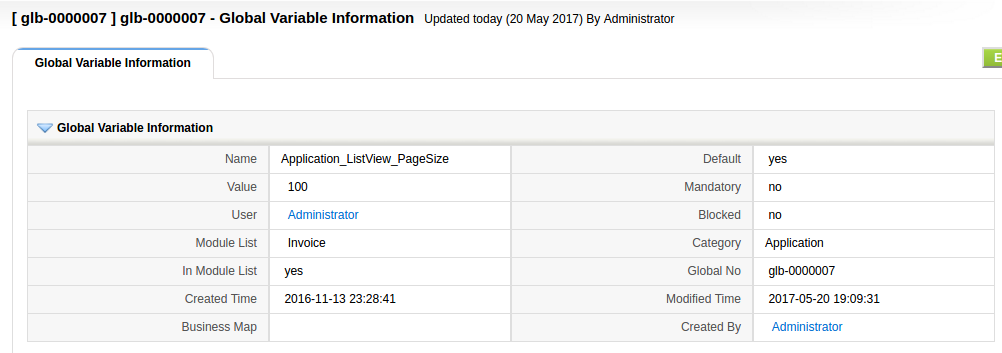 [ glb-0000007 ] glb-0000007 - Global Variable Information Updated today (20 May 2017) By Administrator
Global Variable Information
E
Global Variable Information
Name Application_ListView_PageSize Default yes
Value 100 Mandatory no
User Administrator Blocked no
Module List Invoice Category Application
In Module List yes Global No glb-0000007
Created Time 2016-11-13 23:28:41 Modified Time 2017-05-20 19:09:31
Business Map Created By Administrator